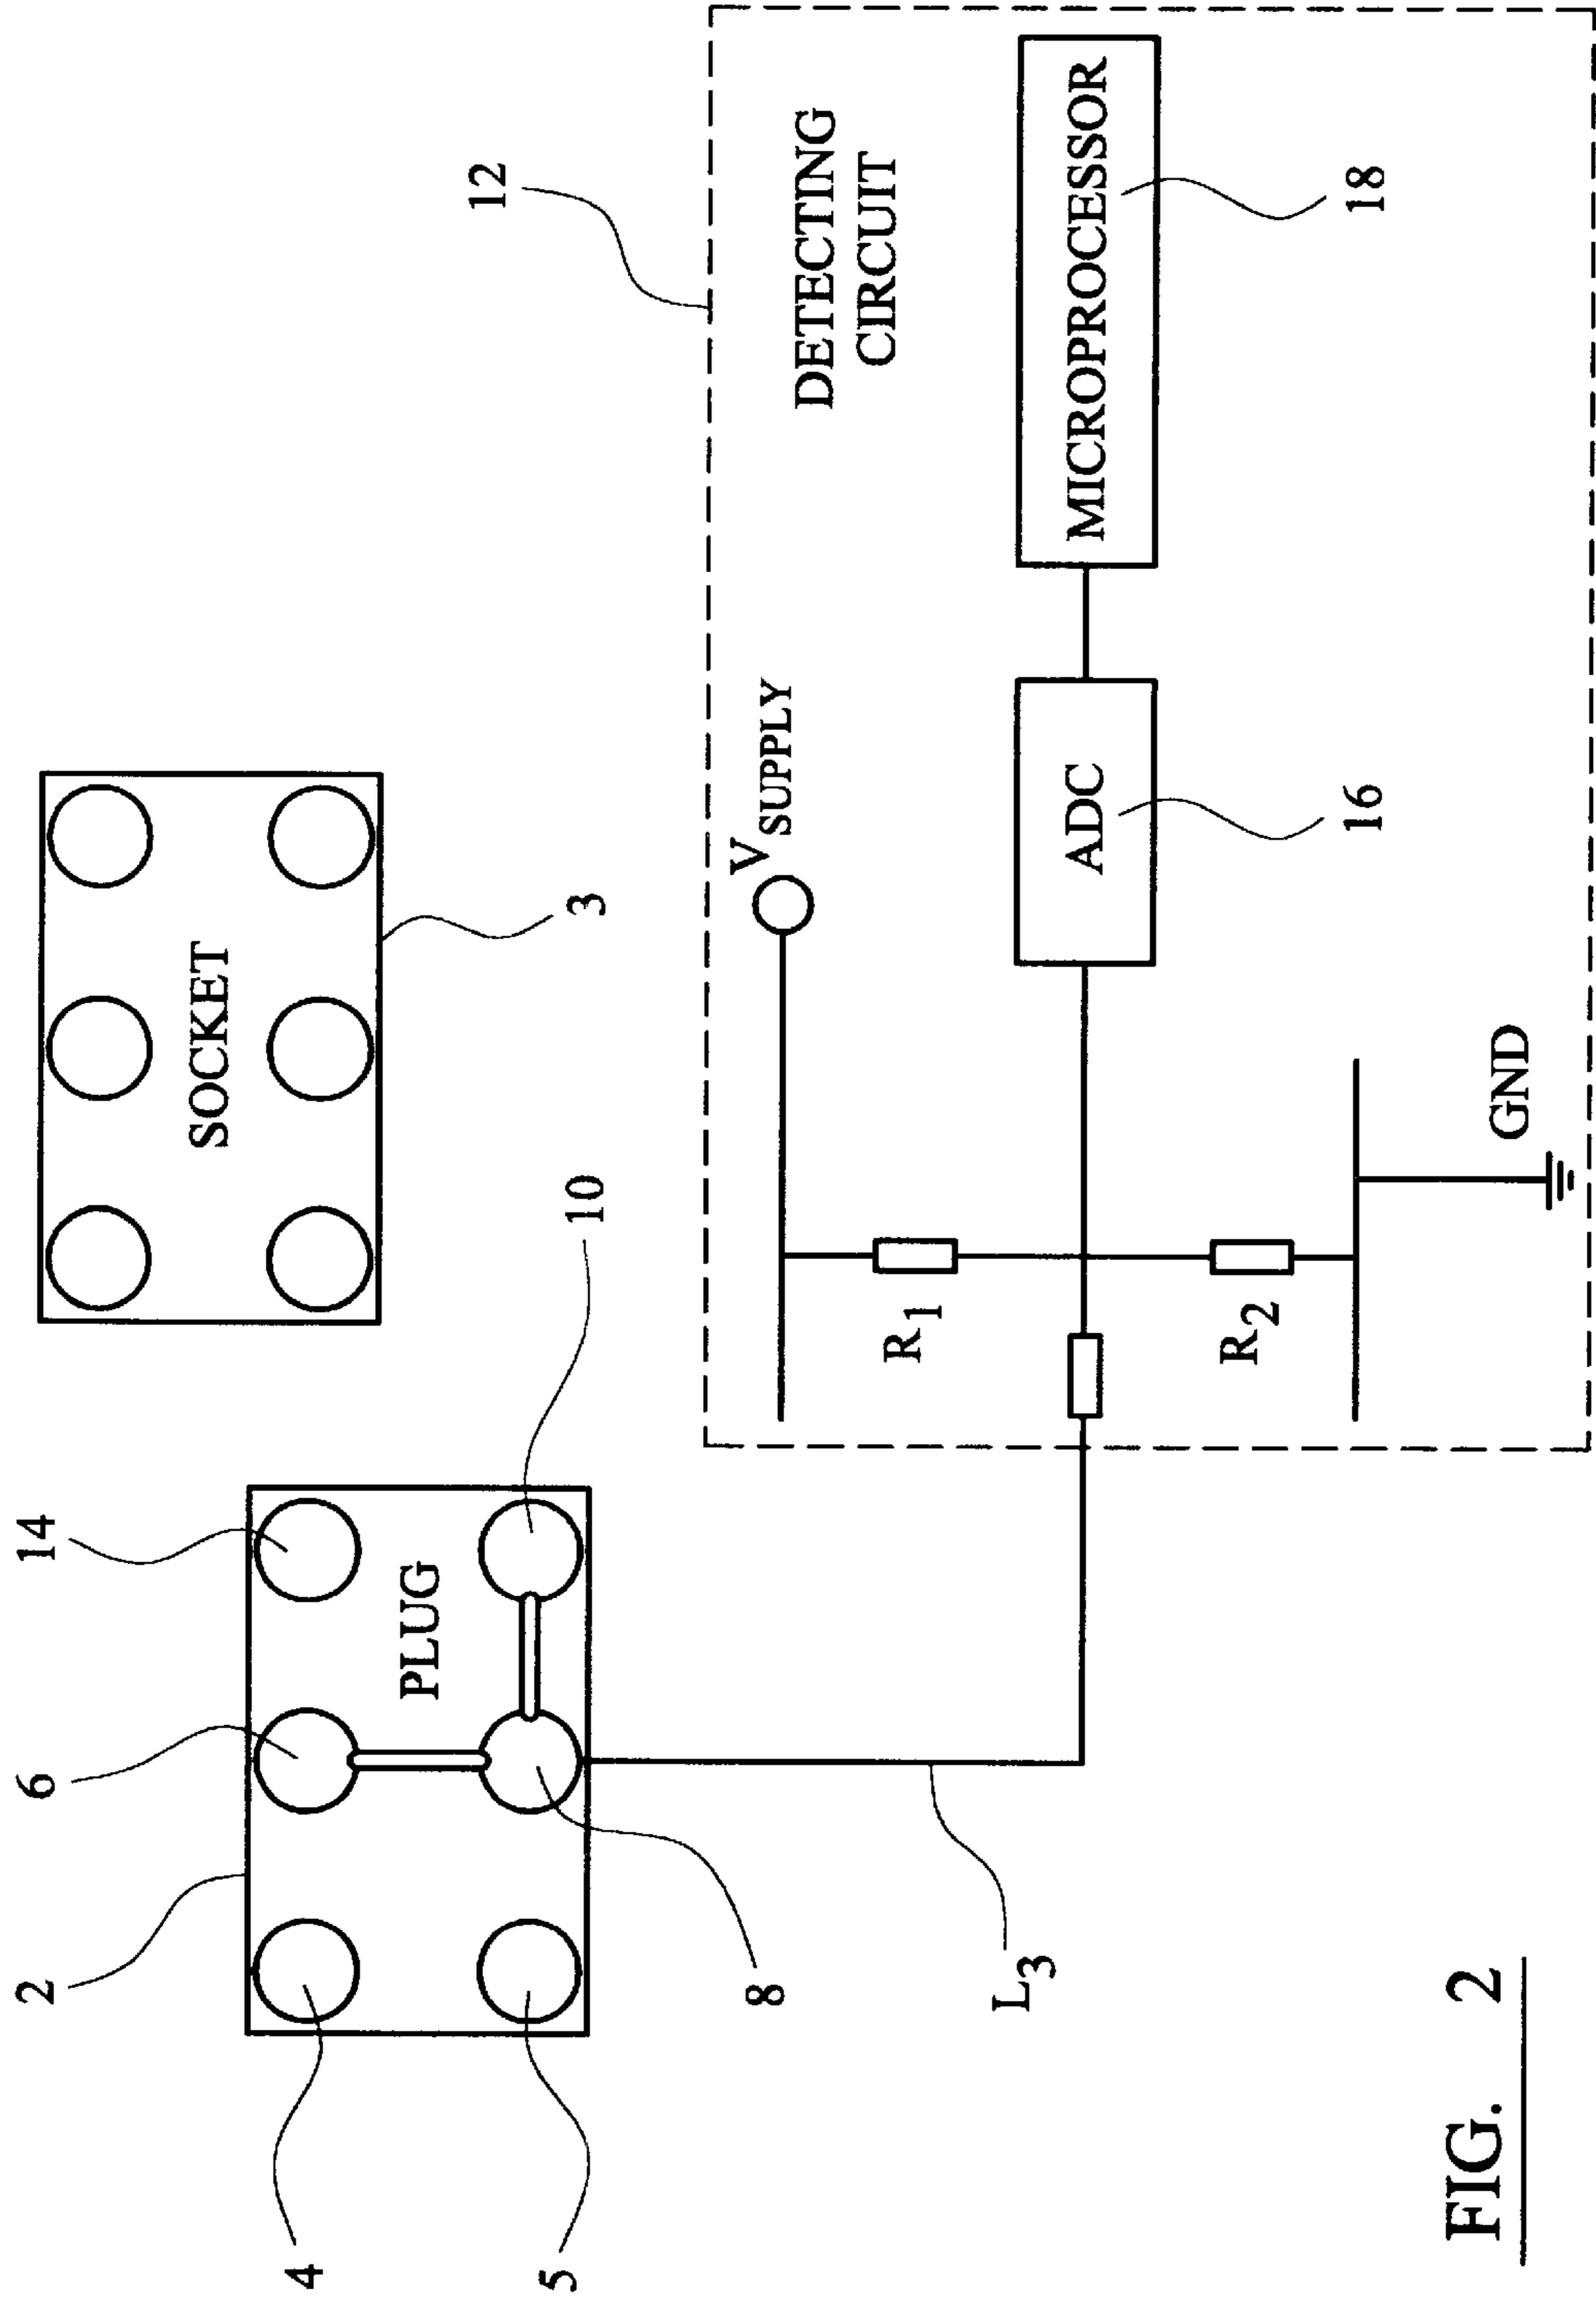 SOCKET
3
14
6
2
4
5
PLUG
10
8
L3
12
DETECTING
CIRCUIT
VSUPPLY
R1
R2
GND
ADC
16
MICROPROCESSOR
18
FIG. 2